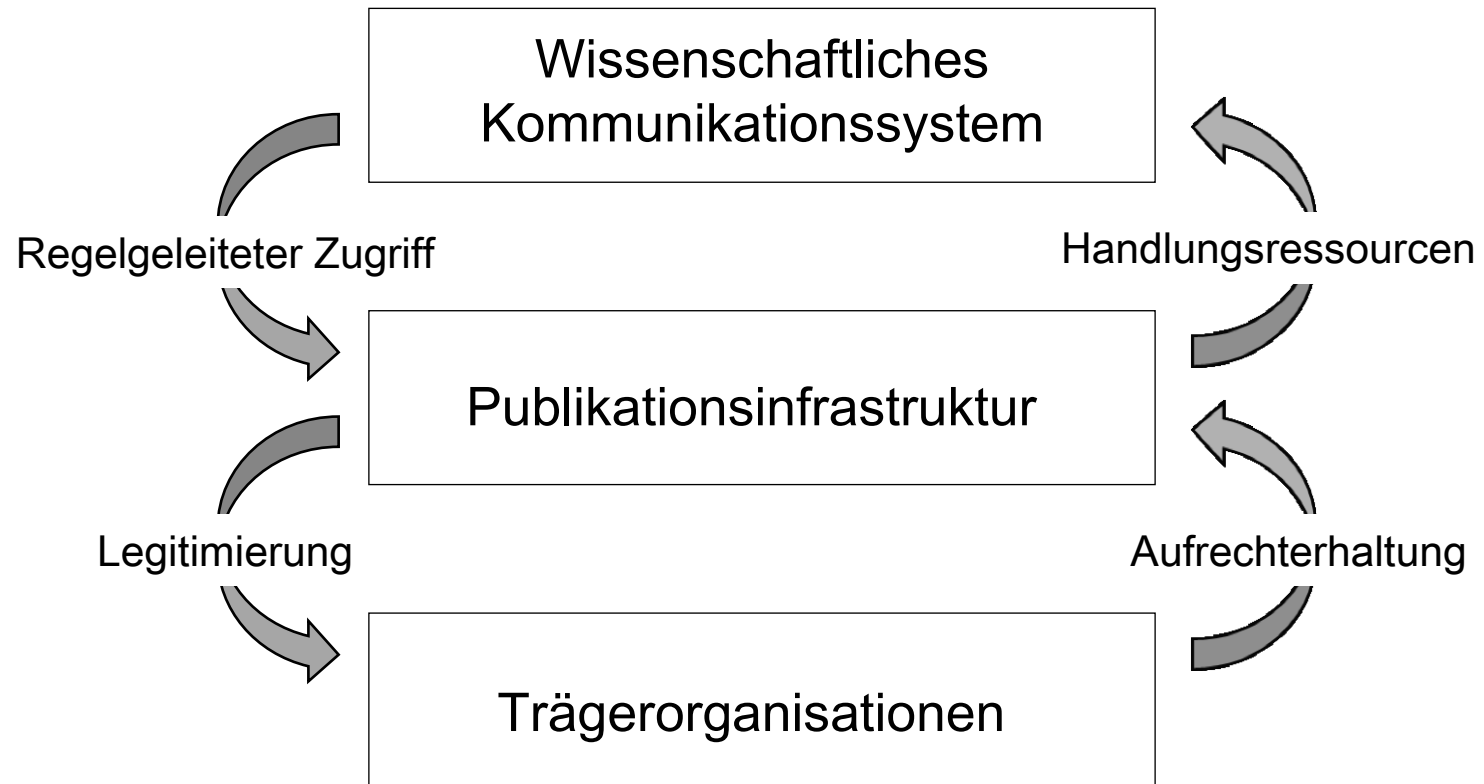 Wissenschaftliches
Kommunikationssystem
Regelgeleiteter Zugriff
Handlungsressourcen
Publikationsinfrastruktur
Legitimierung
Aufrechterhaltung
Trägerorganisationen